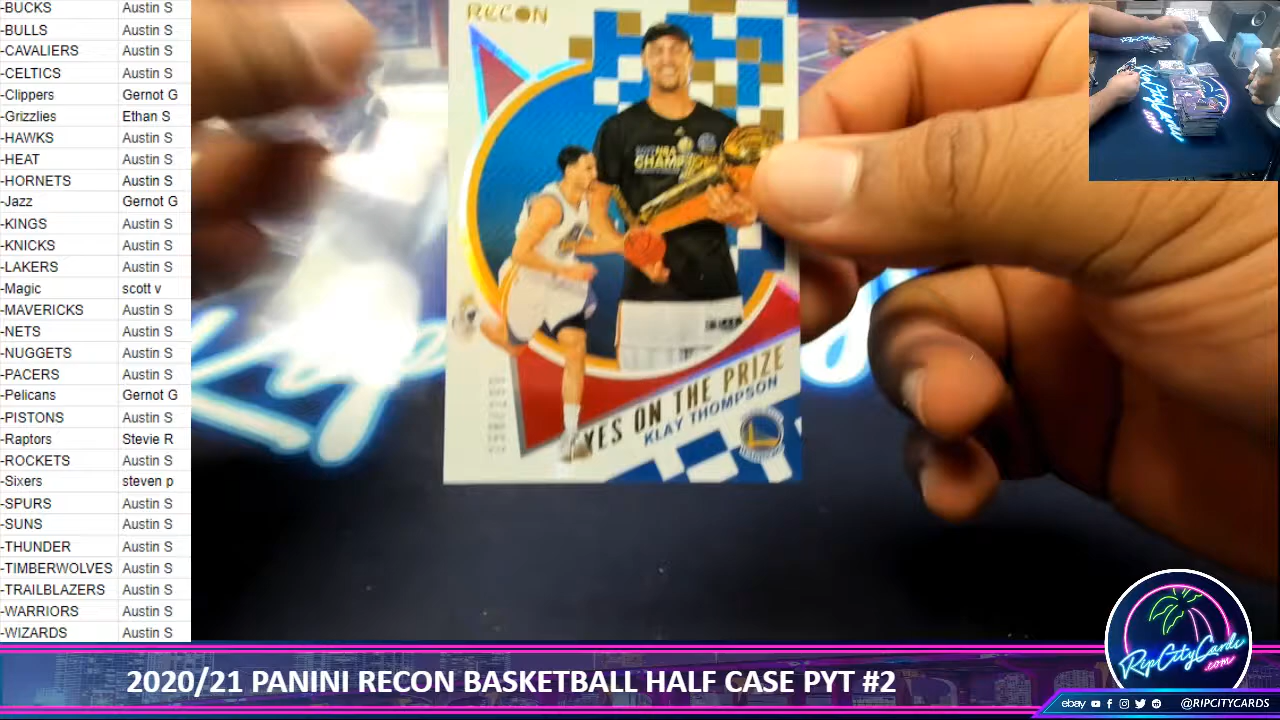 -BUCKS Austin S
-BULLS Austin S
-CAVALIERS Austin S
-CELTICS Austin S
-Clippers Gernot G
-Grizzlies Ethan S
-HAWKS Austin S
-HEAT Austin S
-HORNETS Austin S
-Jazz Gernot G
-KINGS Austin S
-KNICKS Austin S
-LAKERS Austin S
-Magic scott v
-MAVERICKS Austin S
-NETS Austin S
-NUGGETS Austin S
-PACERS Austin S
-Pelicans Gernot G
-PISTONS Austin S
-Raptors Stevie R
-ROCKETS Austin S
-Sixers steven p
-SPURS Austin S
-SUNS Austin S
-THUNDER Austin S
-TIMBERWOLVES Austin S
-TRAILBLAZERS Austin S
-WARRIORS Austin S
-WIZARDS Austin S
RECON
YES ON THE PRIZE
KLAY THOMPSON
2020/21 PANINI RECON BASKETBALL HALF CASE PYT #2
RipCityCards
.com
ebay @RIPCITYCARDS